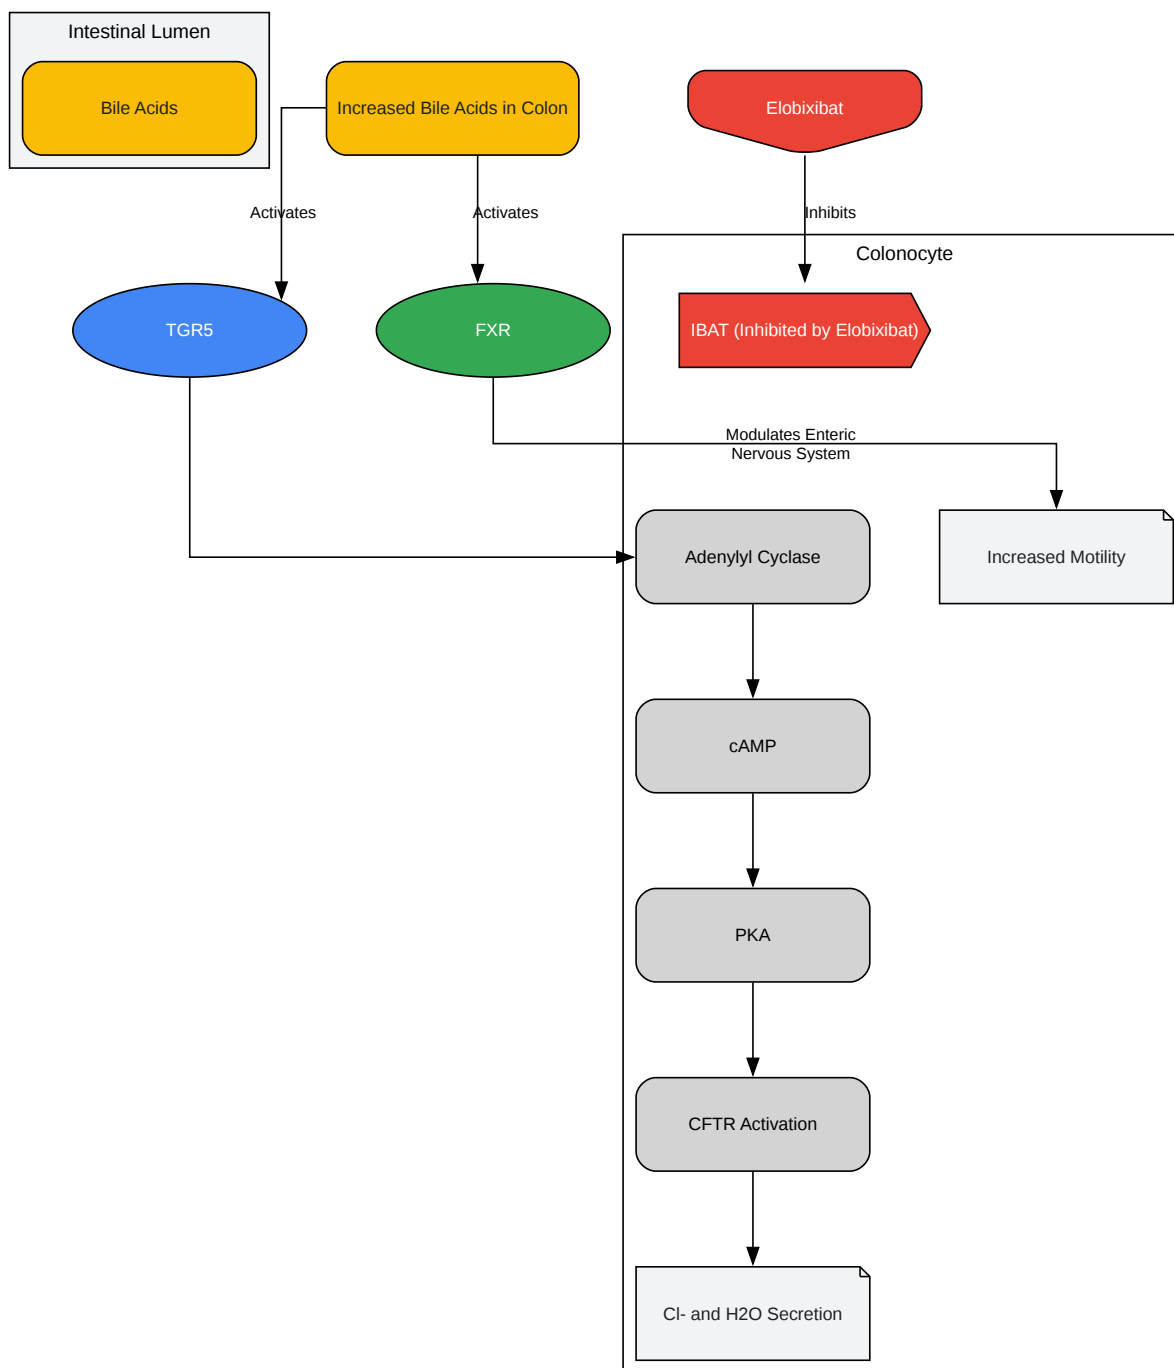 Intestinal Lumen
Bile Acids
Increased Bile Acids in Colon
Elobixibat
Activates
Activates
Inhibits
Colonocyte
TGR5
FXR
IBAT (Inhibited by Elobixibat)
Modulates Enteric
Nervous System
Adenylyl Cyclase
Increased Motility
cAMP
PKA
CFTR Activation
Cl- and H2O Secretion